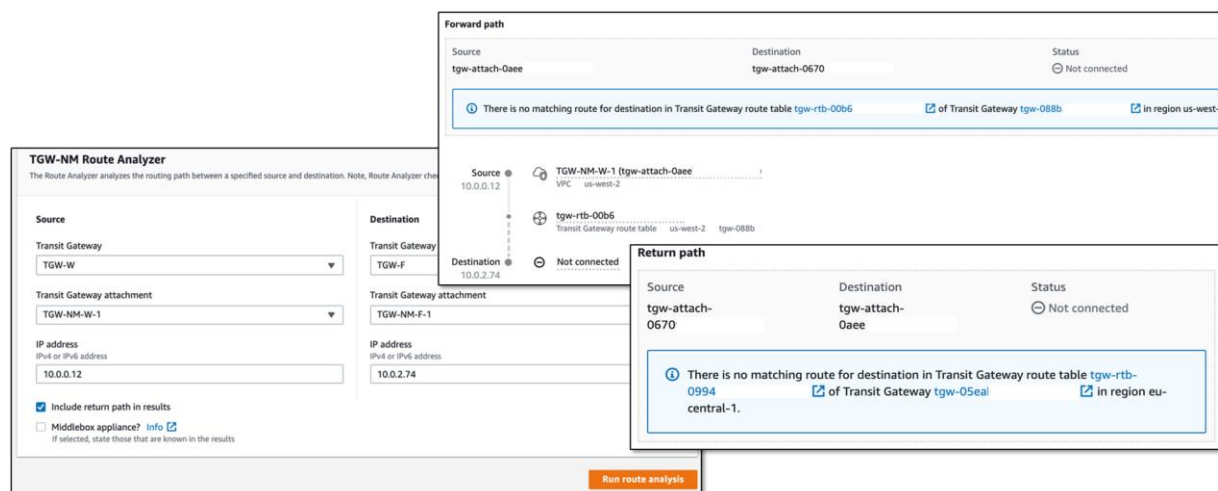 Forward path
Source Destination Status
tgw-attach-0aee tgw-attach-0670 Not connected
There is no matching route for destination in Transit Gateway route table tgw-rtb-00b6 of Transit Gateway tgw-088b in region us-west-
Source TGW-NM-W-1 (tgw-attach-0aee
10.0.0.12 VPC us-west-2
tgw-rtb-00b6
Transit Gateway route table us-west-2 tgw-088b
Destination Not connected
10.0.2.74
TGW-NM Route Analyzer
The Route Analyzer analyzes the routing path between a specified source and destination. Note, Route Analyzer
Source Destination
Transit Gateway Transit Gateway
TGW-W TGW-F
Transit Gateway attachment Transit Gateway attachment
TGW-NM-W-1 TGW-NM-F-1
IP address IP address
IPv4 or IPv6 address IPv4 or IPv6 address
10.0.0.12 10.0.2.74
Include return path in results
Middlebox appliance? Info
If selected, state those that are known in the results
Run route analysis
Return path
Source Destination Status
tgw-attach- tgw-attach- Not connected
0670 0aee
There is no matching route for destination in Transit Gateway route table tgw-rtb-
0994 of Transit Gateway tgw-05ea in region eu-
central-1.